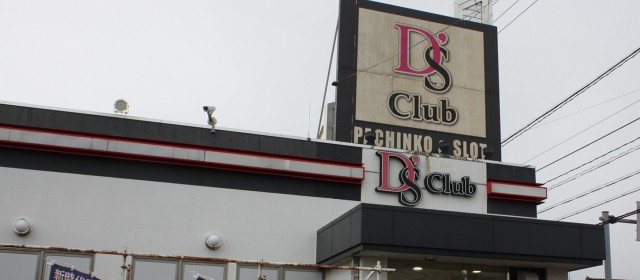 D'S
Club
PACHINKO & SLOT
D'S Club